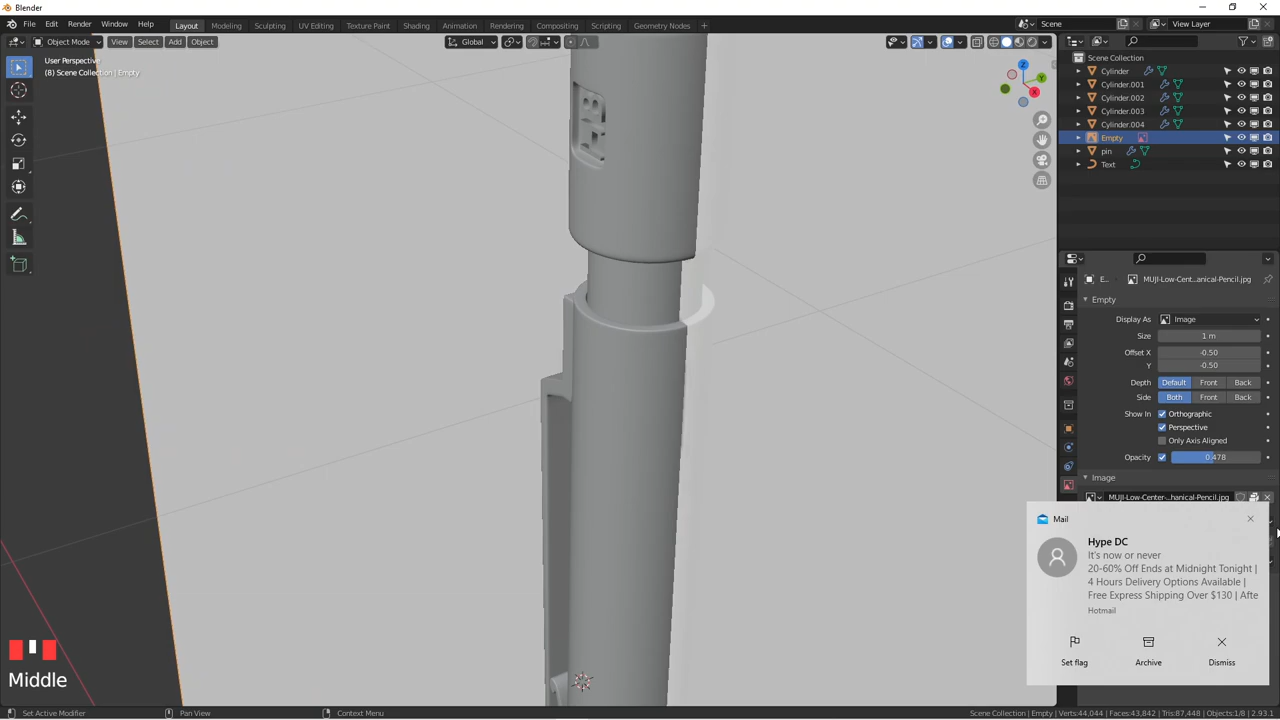 Blender
File Edit Render Window Help Layout Modeling Sculpting UV Editing Texture Paint Shading Animation Rendering Compositing Scripting Geometry Nodes + Scene View Layer
Object Mode View Select Add Object Global
User Perspective
(8) Scene Collection | Empty
Z
Y
X
Scene Collection
Cylinder
Cylinder.001
Cylinder.002
Cylinder.003
Cylinder.004
Empty
pin
Text
E.. MUJI-Low-Cent..anical-Pencil.jpg
Empty
Display As Image
Size 1 m
Offset X -0.50
Y -0.50
Depth Default Front Back
Side Both Front Back
Show In Orthographic
Perspective
Only Axis Aligned
Opacity 0.478
Image
MUJI-Low-Center-..hanical-Pencil.jpg
Mail
Hype DC
It's now or never
20-60% Off Ends at Midnight Tonight |
4 Hours Delivery Options Available |
Free Express Shipping Over $130 | Afte
Hotmail
Set flag Archive Dismiss
Middle
Set Active Modifier Pan View Context Menu Scene Collection | Empty | Verts:44,044 | Faces:43,842 | Tris:87,448 | Objects:1/8 | 2.93.1